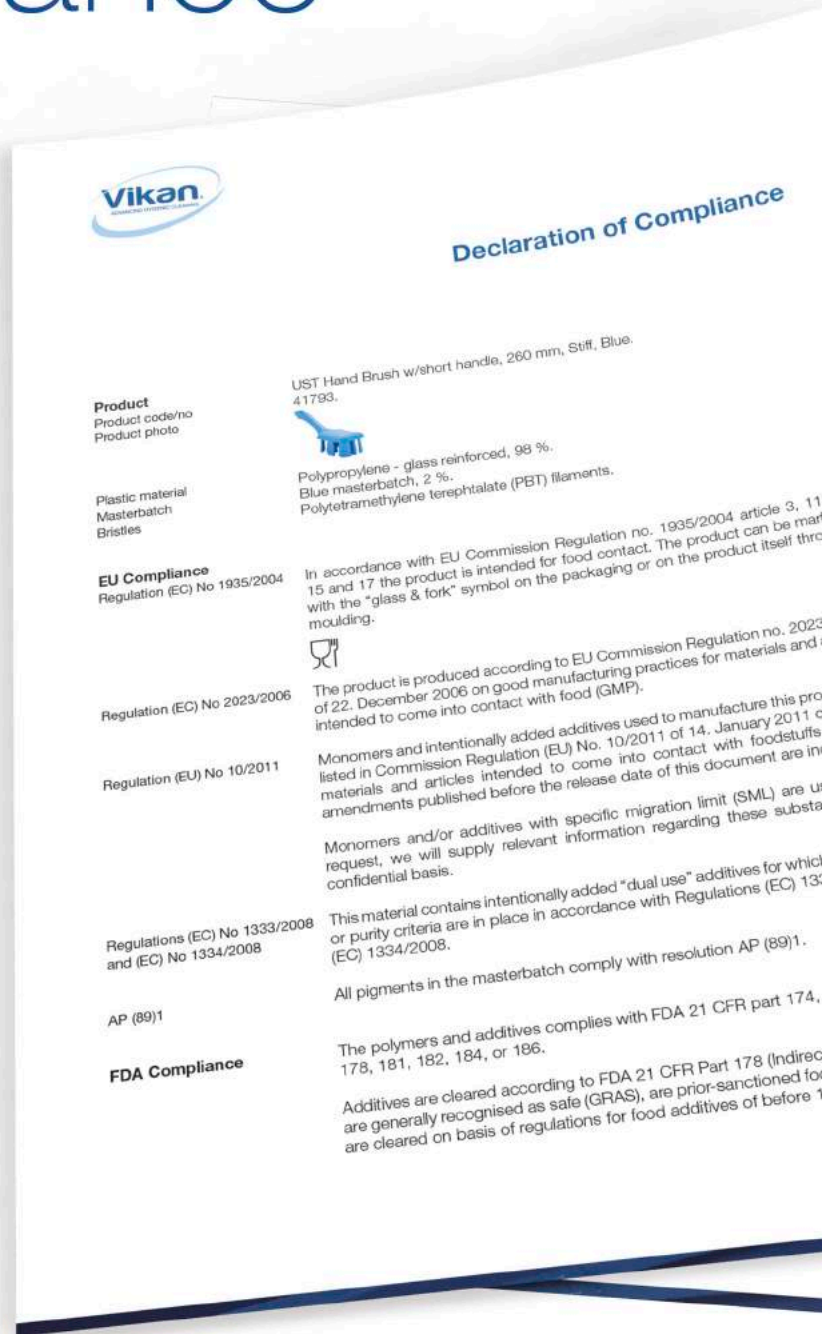 Vikan.
ADVANCING HYGIENIC CLEANING
Declaration of Compliance
Product
UST Hand Brush w/short handle, 260 mm, Stiff, Blue.
Product code/no
41793.
Product photo
Plastic material
Polypropylene - glass reinforced, 98 %.
Masterbatch
Blue masterbatch, 2 %.
Bristles
Polytetramethylene terephtalate (PBT) filaments.
EU Compliance
Regulation (EC) No 1935/2004
In accordance with EU Commission Regulation no. 1935/2004 article 3, 11
15 and 17 the product is intended for food contact. The product can be
with the "glass & fork" symbol on the packaging or on the product itself
moulding.
Regulation (EC) No 2023/2006
The product is produced according to EU Commission Regulation no. 2023
of 22. December 2006 on good manufacturing practices for materials and
intended to come into contact with food (GMP).
Regulation (EU) No 10/2011
Monomers and intentionally added additives used to manufacture this
listed in Commission Regulation (EU) No. 10/2011 of 14. January 2011
materials and articles intended to come into contact with foodstuffs
amendments published before the release date of this document are
Monomers and/or additives with specific migration limit (SML) are
request, we will supply relevant information regarding these
confidential basis.
Regulations (EC) No 1333/2008
and (EC) No 1334/2008
This material contains intentionally added "dual use" additives for which
or purity criteria are in place in accordance with Regulations (EC)
(EC) 1334/2008.
AP (89)1
All pigments in the masterbatch comply with resolution AP (89)1.
FDA Compliance
The polymers and additives complies with FDA 21 CFR part 174,
178, 181, 182, 184, or 186.
Additives are cleared according to FDA 21 CFR Part 178
are generally recognised as safe (GRAS), are prior-sanctioned
are cleared on basis of regulations for food additives of before